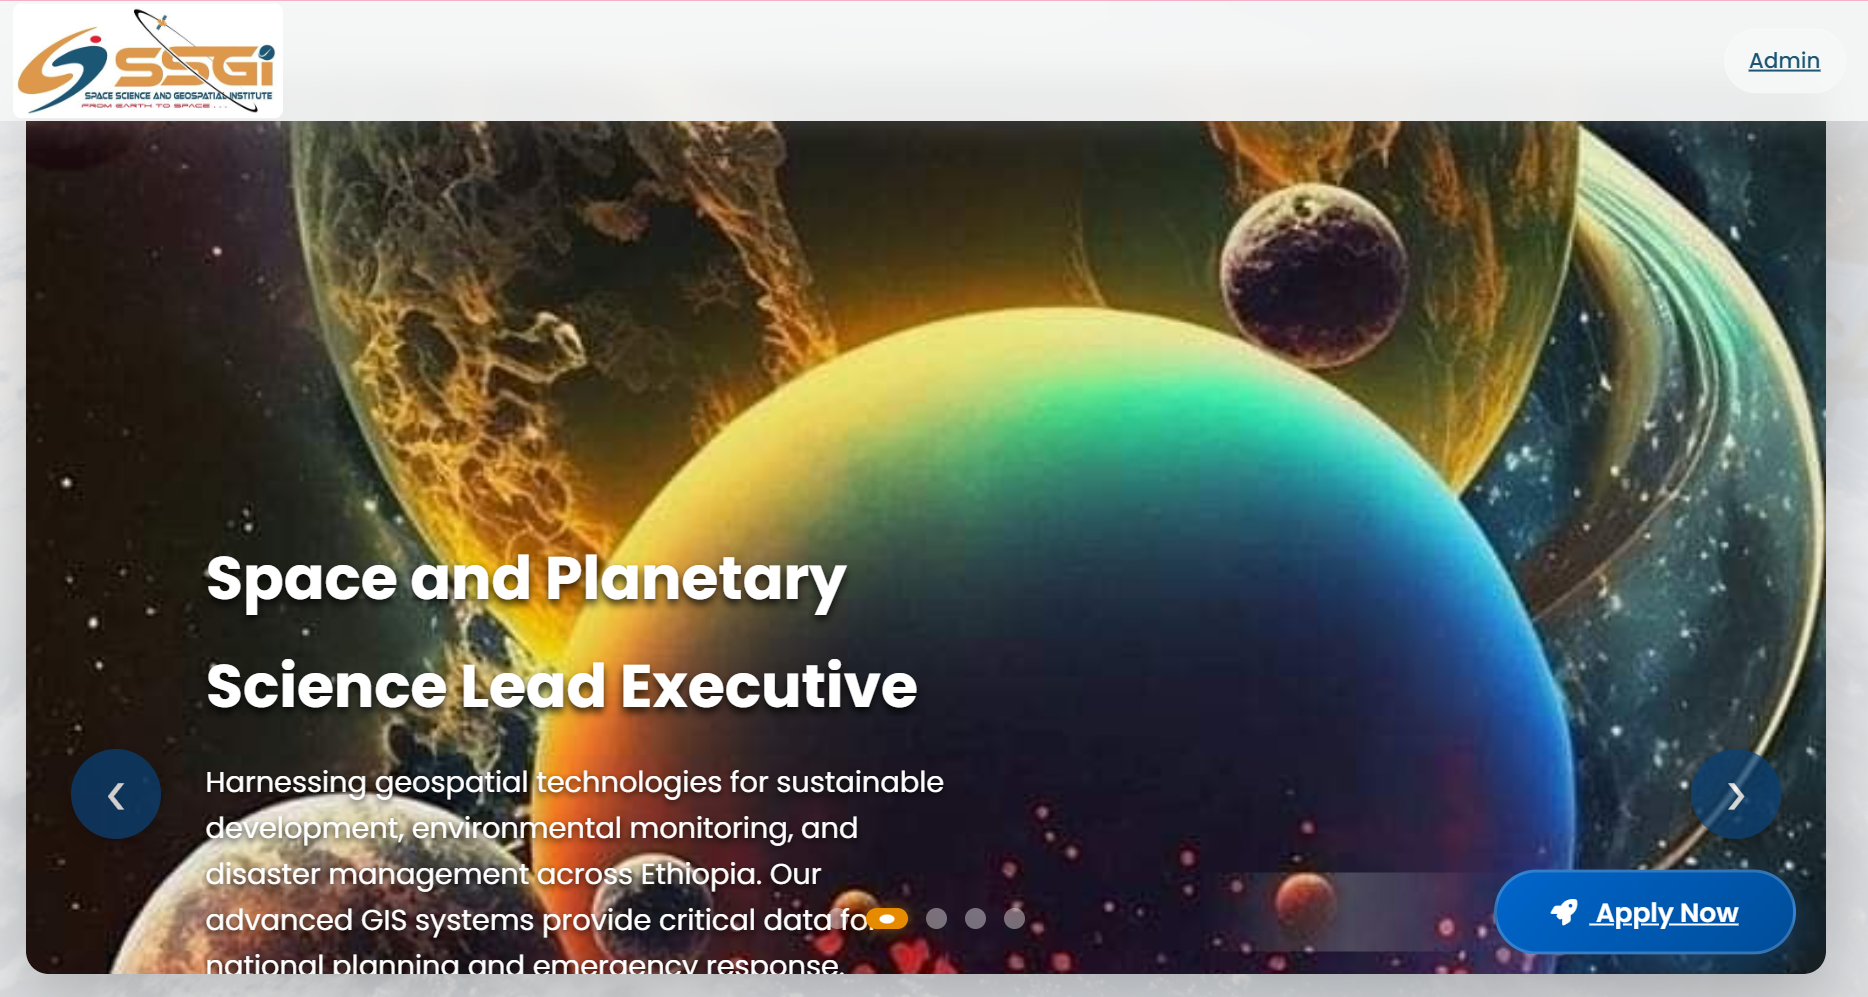 SSGi
SPACE SCIENCE AND GEOSPATIAL INSTITUTE
FROM EARTH TO SPACE . . .
Admin
Space and Planetary
Science Lead Executive
Harnessing geospatial technologies for sustainable
development, environmental monitoring, and
disaster management across Ethiopia. Our
advanced GIS systems provide critical data for
national planning and emergency response.
❮
❯
Apply Now